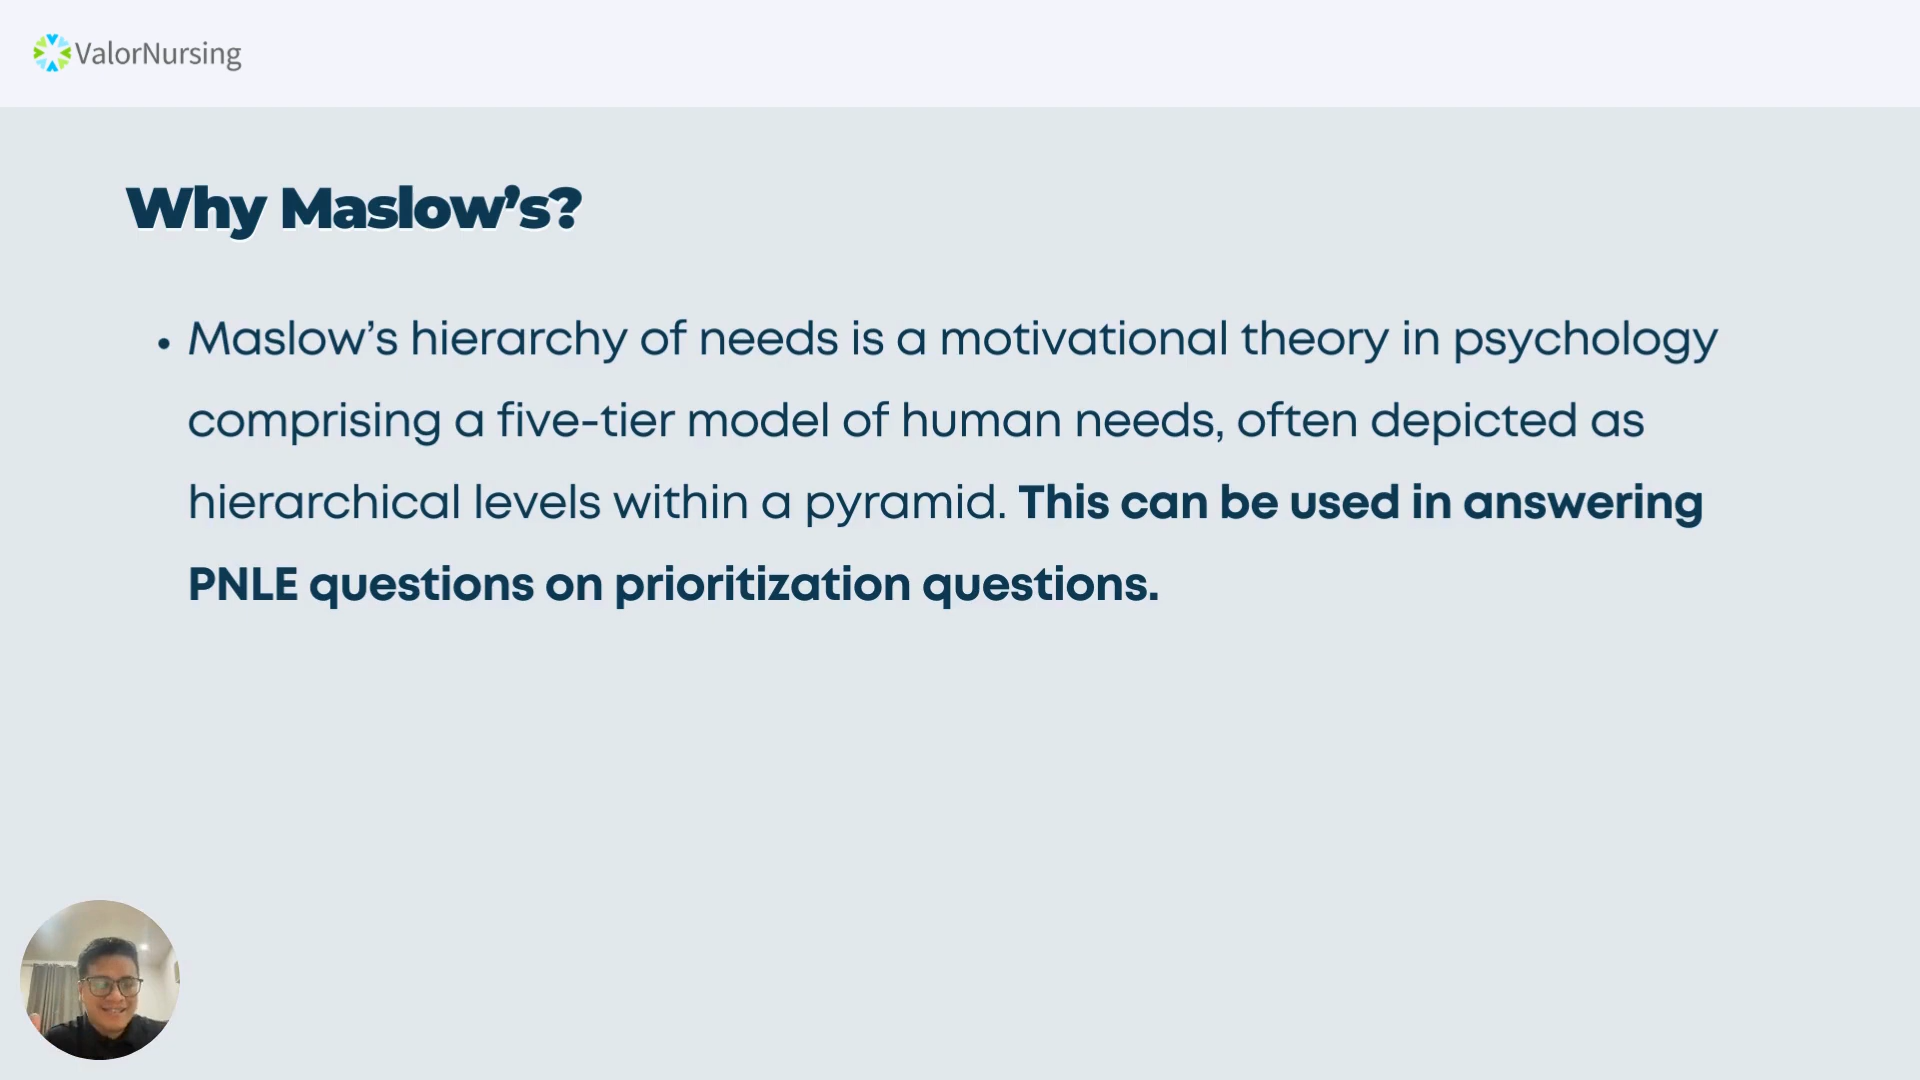 ValorNursing
Why Maslow’s?
• Maslow’s hierarchy of needs is a motivational theory in psychology
comprising a five-tier model of human needs, often depicted as
hierarchical levels within a pyramid. This can be used in answering
PNLE questions on prioritization questions.